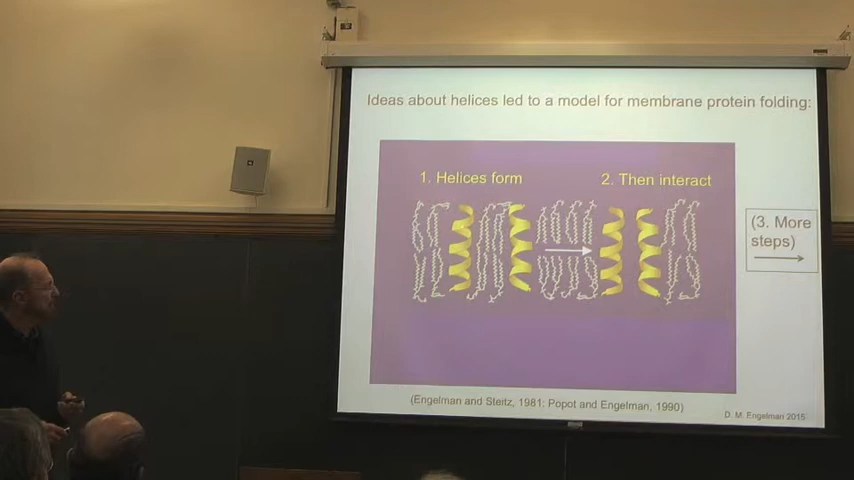 Ideas about helices led to a model for membrane protein folding:
1. Helices form
2. Then interact
(3. More
steps)
(Engelman and Steitz, 1981; Popot and Engelman, 1990)
D. M. Engelman 2015